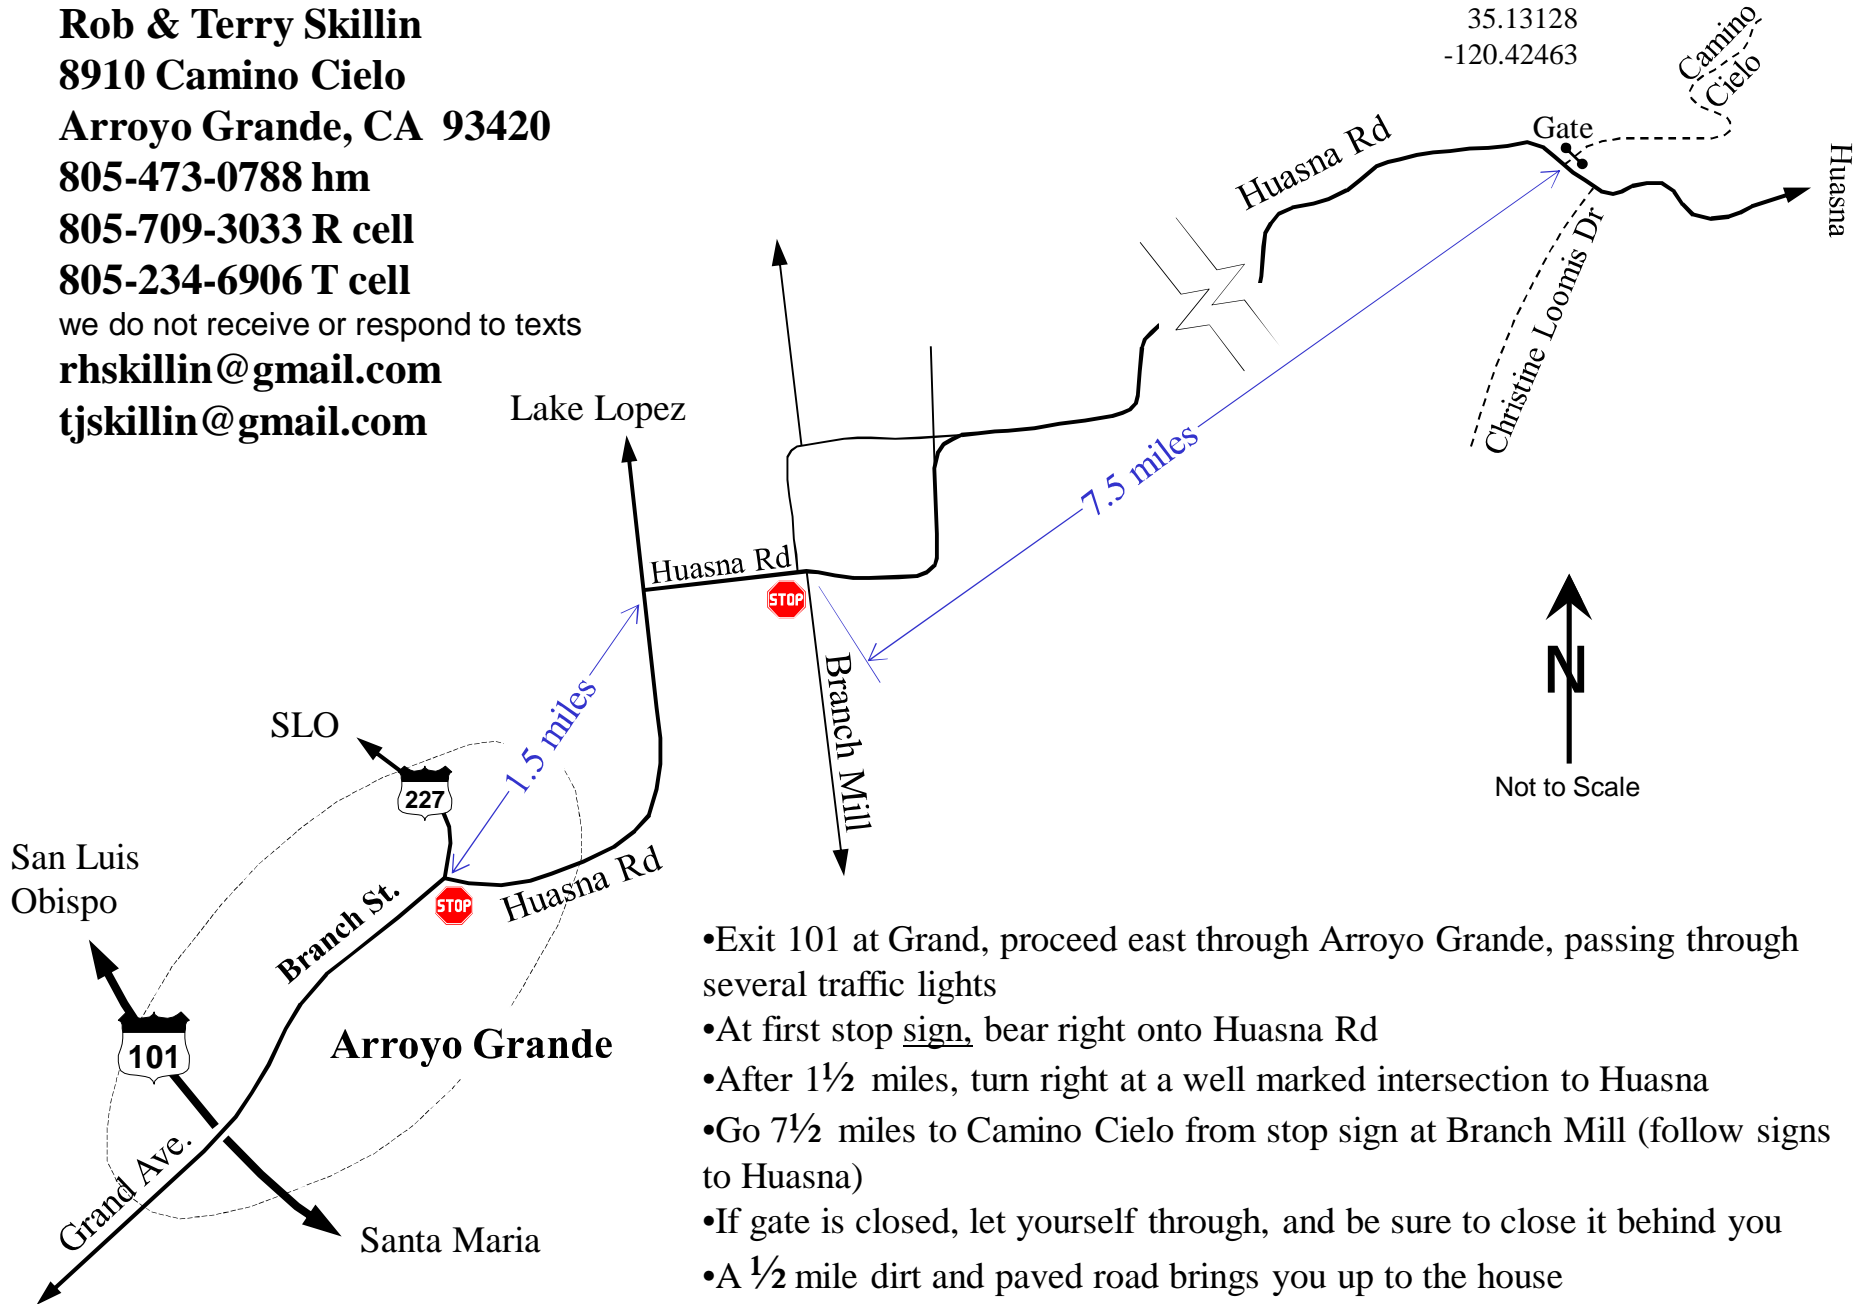 Rob & Terry Skillin
8910 Camino Cielo
Arroyo Grande, CA  93420
805-473-0788 hm
805-709-3033 R cell
805-234-6906 T cell
we do not receive or respond to texts
rhskillin@gmail.com
tjskillin@gmail.com
35.13128
-120.42463
Camino
Cielo
Gate
Huasna Rd
Huasna
Christine Loomis Dr
Lake Lopez
7.5 miles
Huasna Rd
STOP
Branch Mill
N
Not to Scale
1.5 miles
SLO
227
San Luis
Obispo
Huasna Rd
STOP
Branch St.
101
Arroyo Grande
Grand Ave.
Santa Maria
•Exit 101 at Grand, proceed east through Arroyo Grande, passing through
several traffic lights
•At first stop sign, bear right onto Huasna Rd
•After 1½ miles, turn right at a well marked intersection to Huasna
•Go 7½ miles to Camino Cielo from stop sign at Branch Mill (follow signs
to Huasna)
•If gate is closed, let yourself through, and be sure to close it behind you
•A ½ mile dirt and paved road brings you up to the house